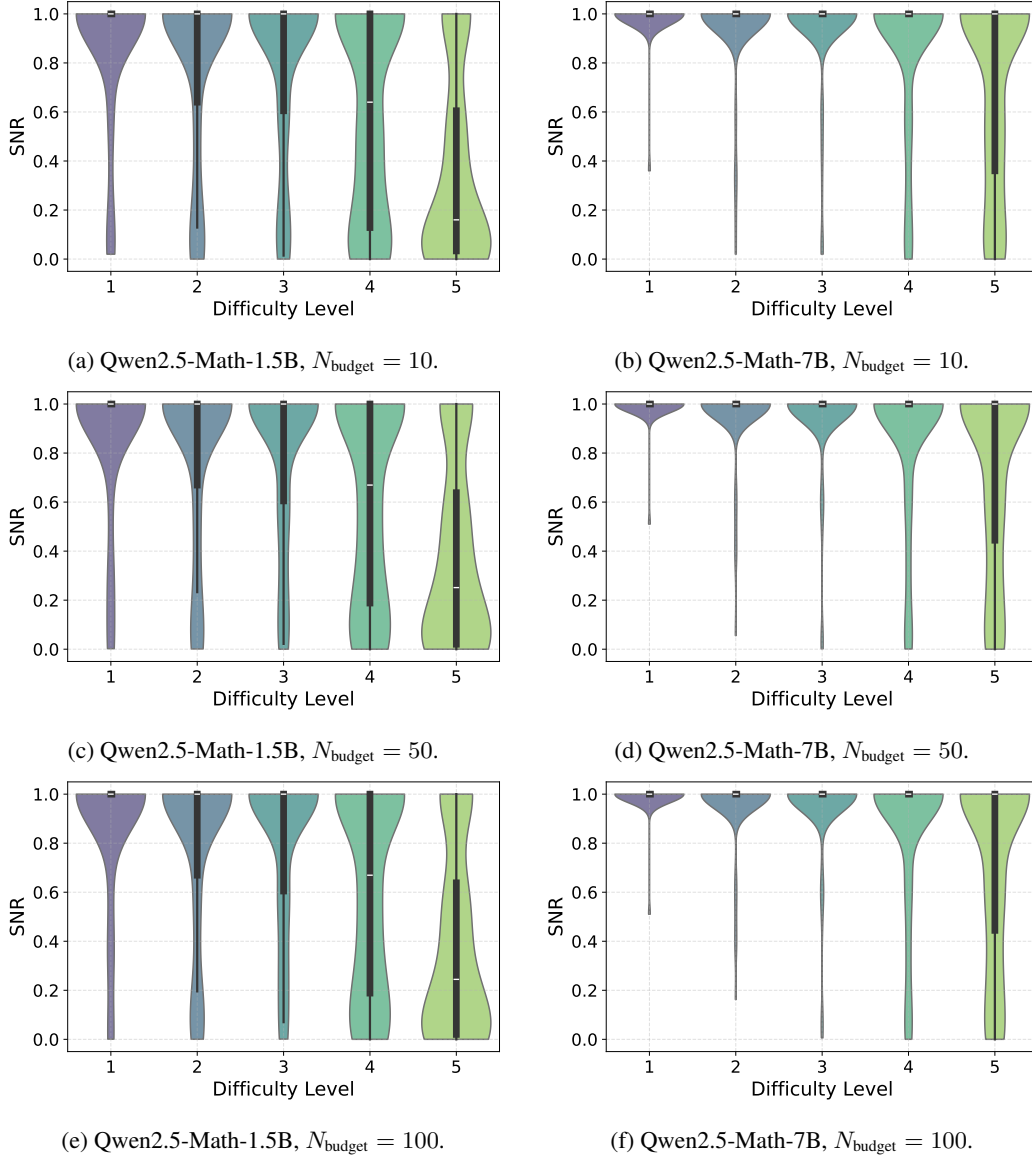 1.0
0.8
0.6
0.4
0.2
0.0
SNR
1 2 3 4 5
Difficulty Level
(a) Qwen2.5-Math-1.5B, N_budget = 10.
1.0
0.8
0.6
0.4
0.2
0.0
SNR
1 2 3 4 5
Difficulty Level
(b) Qwen2.5-Math-7B, N_budget = 10.
1.0
0.8
0.6
0.4
0.2
0.0
SNR
1 2 3 4 5
Difficulty Level
(c) Qwen2.5-Math-1.5B, N_budget = 50.
1.0
0.8
0.6
0.4
0.2
0.0
SNR
1 2 3 4 5
Difficulty Level
(d) Qwen2.5-Math-7B, N_budget = 50.
1.0
0.8
0.6
0.4
0.2
0.0
SNR
1 2 3 4 5
Difficulty Level
(e) Qwen2.5-Math-1.5B, N_budget = 100.
1.0
0.8
0.6
0.4
0.2
0.0
SNR
1 2 3 4 5
Difficulty Level
(f) Qwen2.5-Math-7B, N_budget = 100.